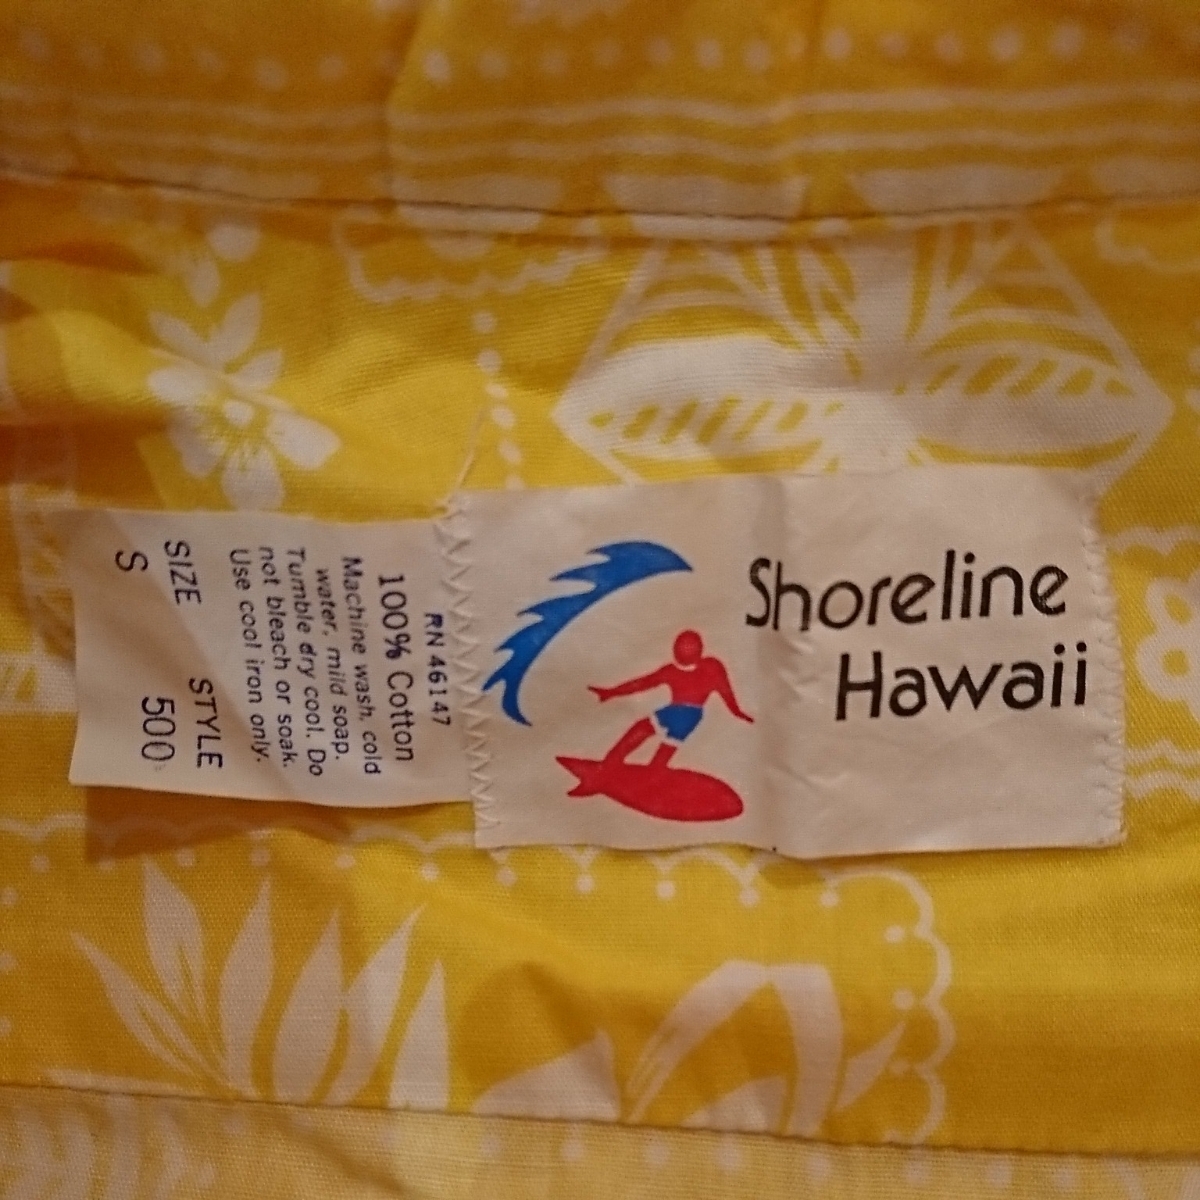 Shoreline
Hawaii
RN 46147
100% Cotton
Machine wash, cold
water, mild soap.
Tumble dry cool. Do
not bleach or soak.
Use cool iron only.
SIZE STYLE
S 500